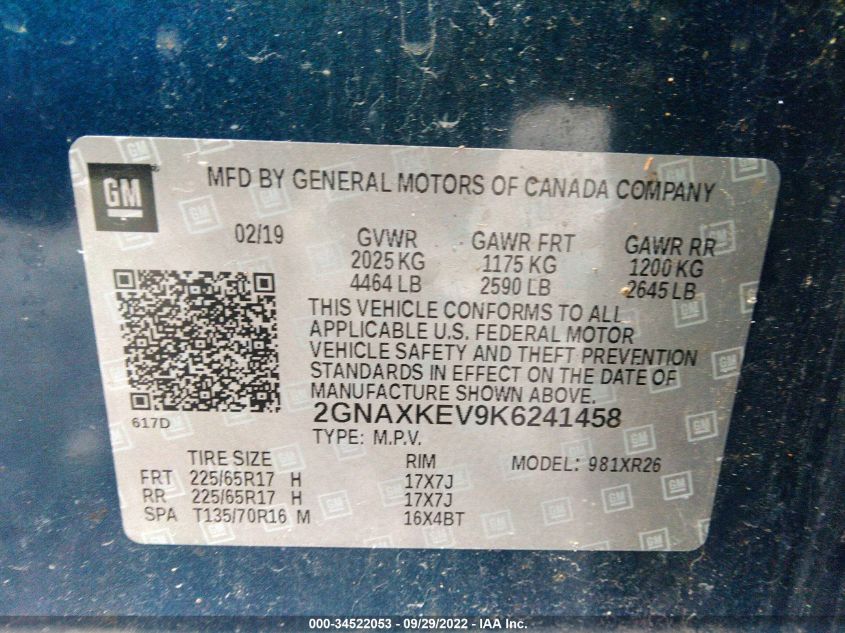 GM
MFD BY GENERAL MOTORS OF CANADA COMPANY
02/19
GVWR GAWR FRT GAWR RR
2025 KG 1175 KG 1200 KG
4464 LB 2590 LB 2645 LB
THIS VEHICLE CONFORMS TO ALL
APPLICABLE U.S. FEDERAL MOTOR
VEHICLE SAFETY AND THEFT PREVENTION
STANDARDS IN EFFECT ON THE DATE OF
MANUFACTURE SHOWN ABOVE.
617D
2GNAXKEV9K6241458
TYPE: M.P.V.
TIRE SIZE RIM MODEL: 981XR26
FRT 225/65R17 H 17X7J
RR 225/65R17 H 17X7J
SPA T135/70R16 M 16X4BT
000-34522053 - 09/29/2022 - IAA Inc.